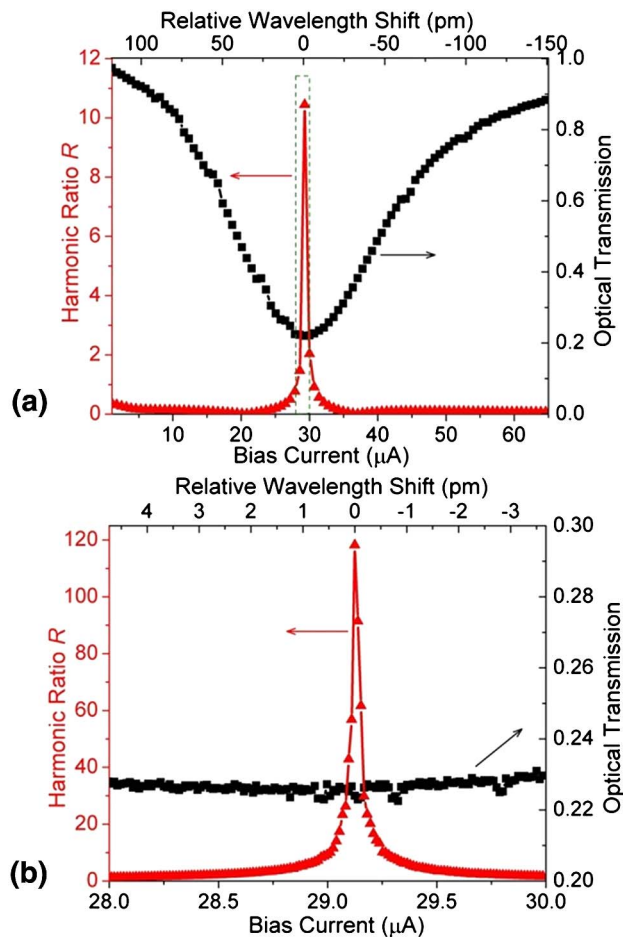 Relative Wavelength Shift (pm)
100 50 0 -50 -100 -150
12
10
8
6
4
2
0
Harmonic Ratio R
1.0
0.8
0.6
0.4
0.2
0.0
Optical Transmission
(a)
10 20 30 40 50 60
Bias Current (μA)
Relative Wavelength Shift (pm)
4 3 2 1 0 -1 -2 -3
120
100
80
60
40
20
0
Harmonic Ratio R
0.30
0.28
0.26
0.24
0.22
0.20
Optical Transmission
(b)
28.0 28.5 29.0 29.5 30.0
Bias Current (μA)